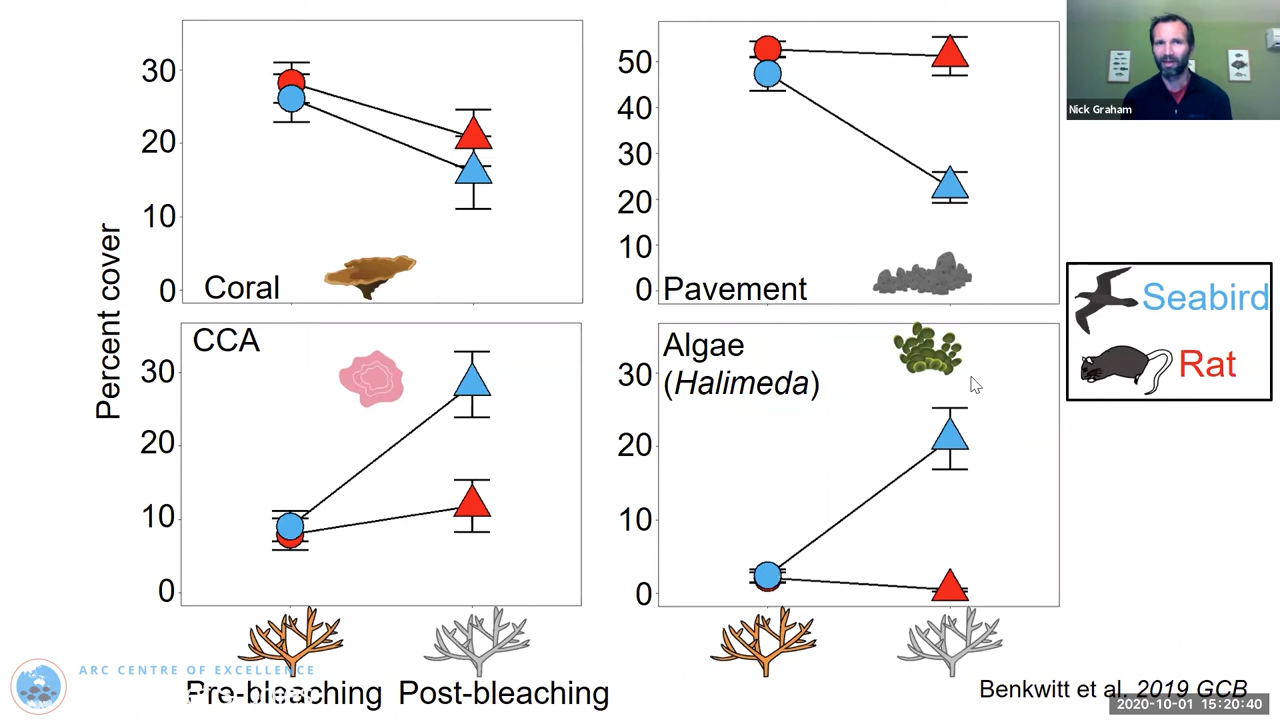 30
20
10
0
Coral
50
40
30
20
10
0
Pavement
Nick Graham
Percent cover
Seabird
Rat
CCA
30
20
10
0
Algae
(Halimeda)
30
20
10
0
ARC CENTRE OF EXCELLENCE
Pre-bleaching
Post-bleaching
Benkwitt et al. 2019 GCB
2020-10-01 15:20:40